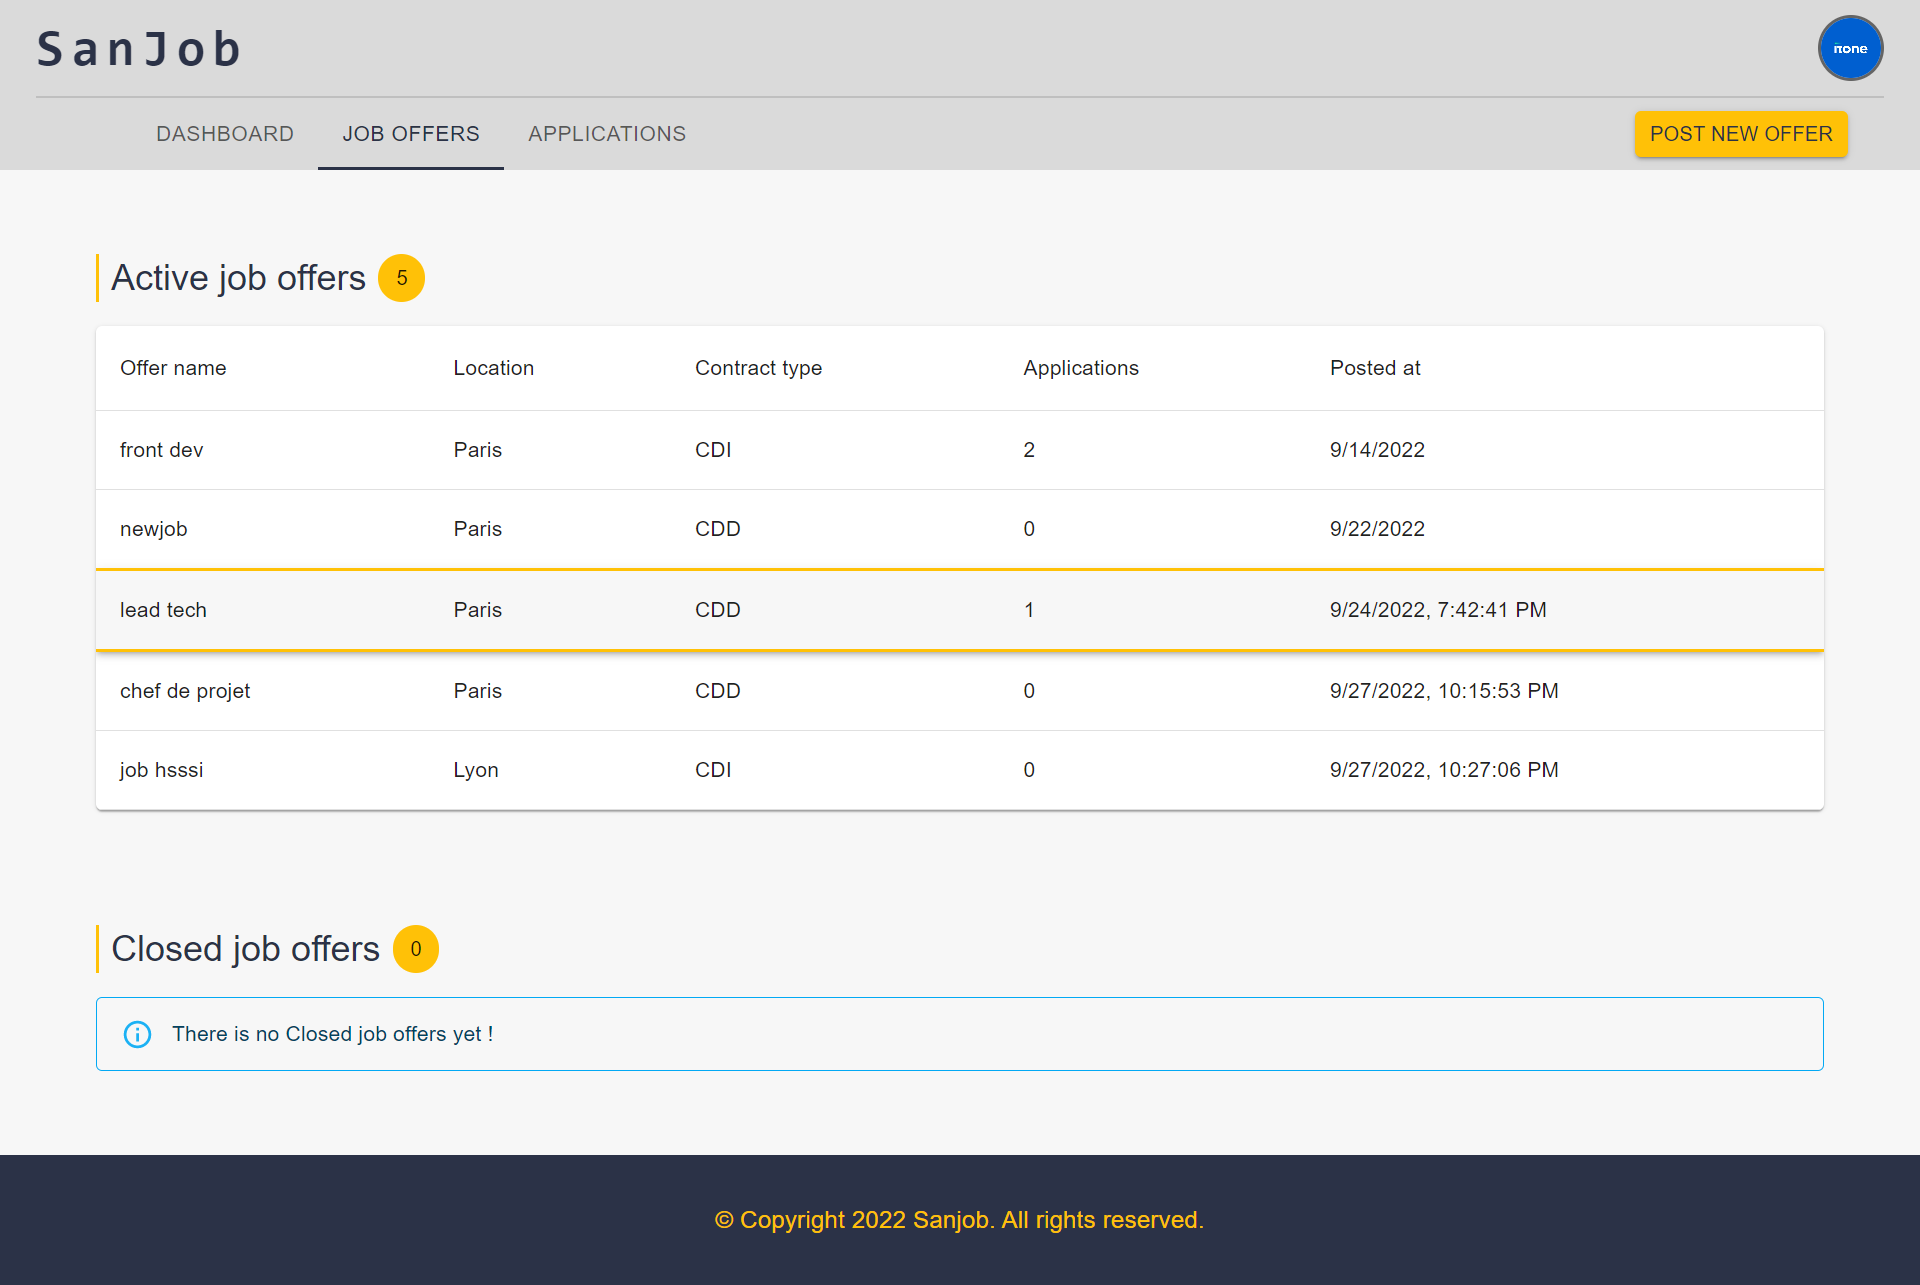 SanJob
itone
DASHBOARD JOB OFFERS APPLICATIONS POST NEW OFFER
Active job offers 5
Offer name Location Contract type Applications Posted at
front dev Paris CDI 2 9/14/2022
newjob Paris CDD 0 9/22/2022
lead tech Paris CDD 1 9/24/2022, 7:42:41 PM
chef de projet Paris CDD 0 9/27/2022, 10:15:53 PM
job hsssi Lyon CDI 0 9/27/2022, 10:27:06 PM
Closed job offers 0
There is no Closed job offers yet !
© Copyright 2022 Sanjob. All rights reserved.